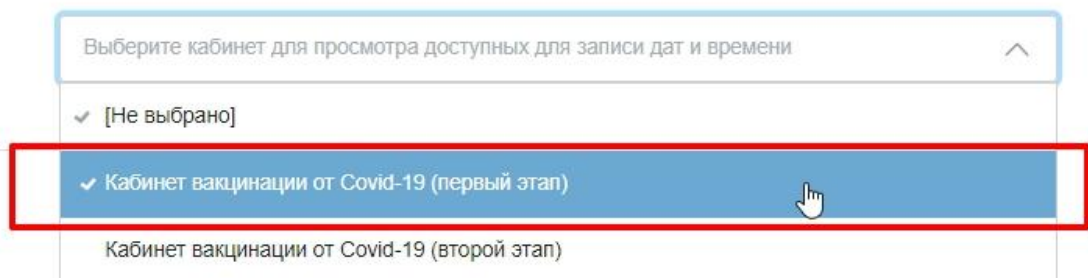 Выберите кабинет для просмотра доступных для записи дат и времени
[Не выбрано]
Кабинет вакцинации от Covid-19 (первый этап)
Кабинет вакцинации от Covid-19 (второй этап)